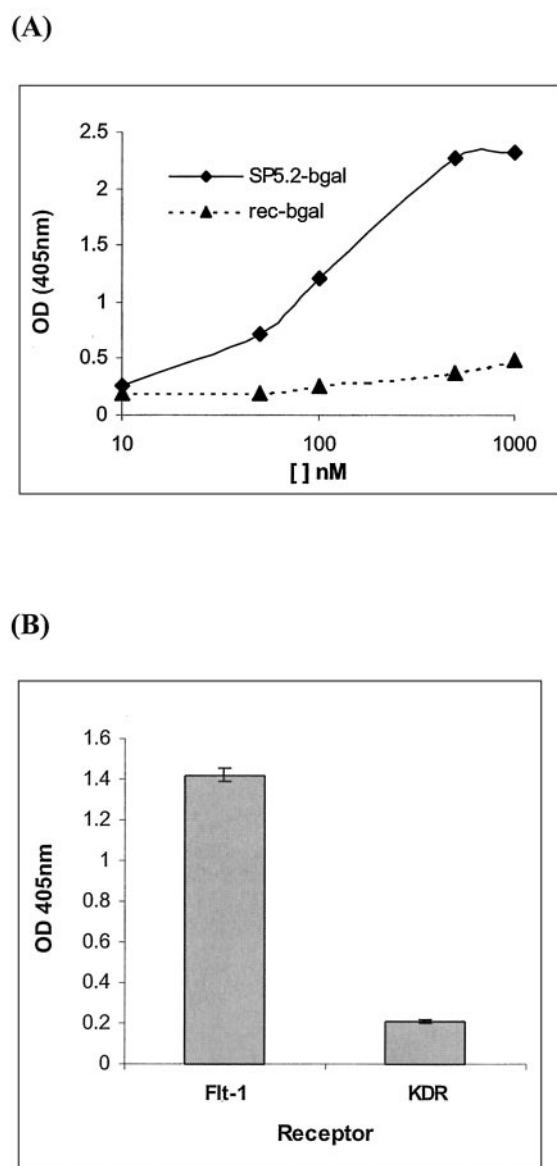 (A)
2.5
2
1.5
1
0.5
0
OD (405nm)
SP5.2-bgal
rec-bgal
10
100
1000
[ ] nM
(B)
1.6
1.4
1.2
1
0.8
0.6
0.4
0.2
0
OD 405nm
Flt-1
KDR
Receptor